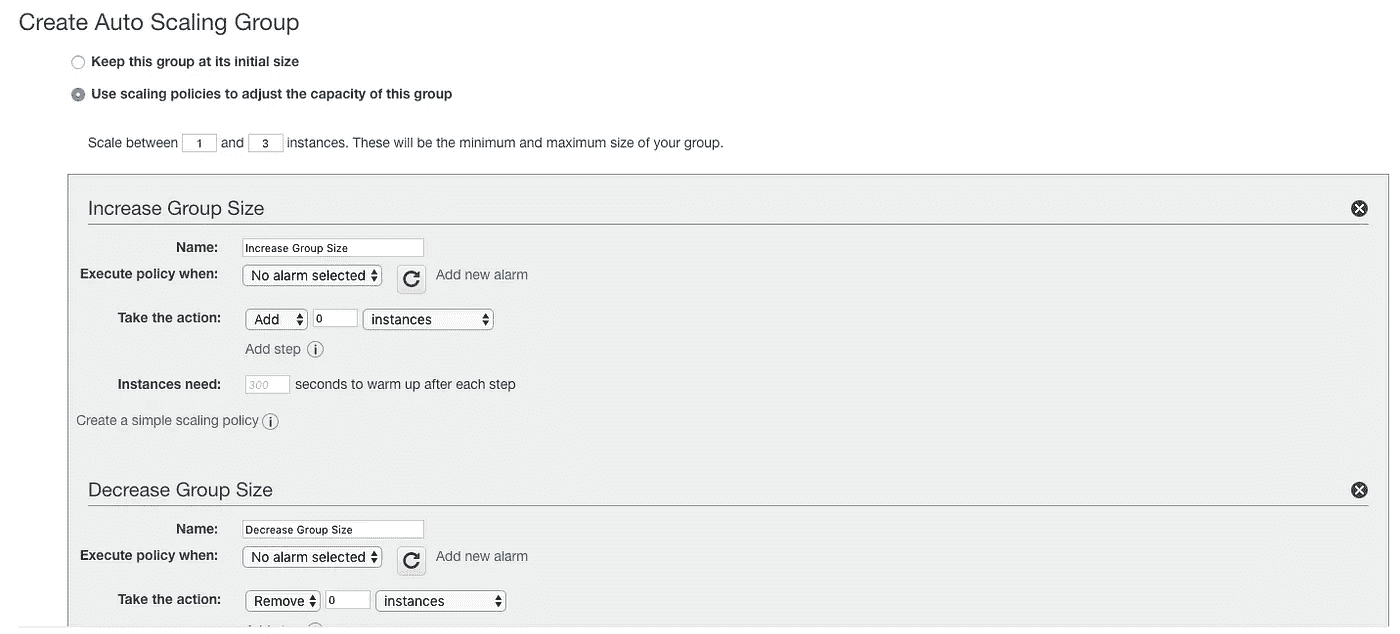 Create Auto Scaling Group
Keep this group at its initial size
Use scaling policies to adjust the capacity of this group
Scale between 1 and 3 instances. These will be the minimum and maximum size of your group.
Increase Group Size
Name: Increase Group Size
Execute policy when: No alarm selected Add new alarm
Take the action: Add 0 instances
Add step i
Instances need: 300 seconds to warm up after each step
Create a simple scaling policy i
Decrease Group Size
Name: Decrease Group Size
Execute policy when: No alarm selected Add new alarm
Take the action: Remove 0 instances